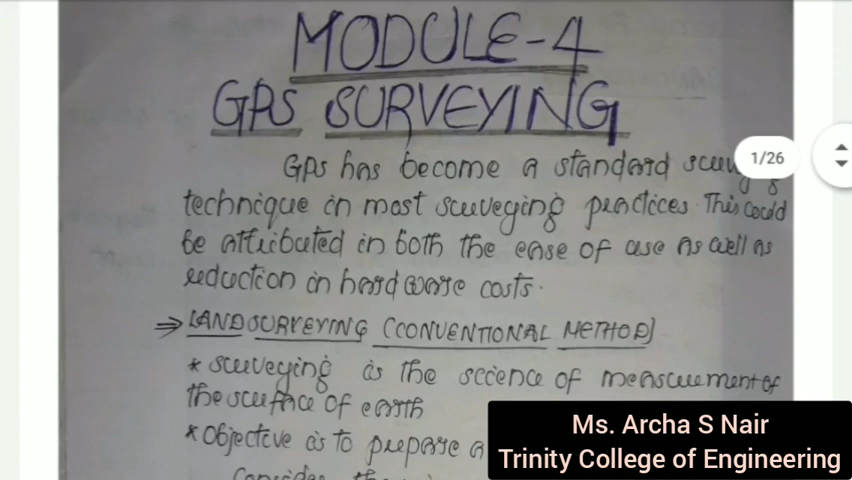 MODULE-4
GPS SURVEYING
GPS has become a standard
1/26
technique in most surveying practices. This could
be attributed in both the ease of use as well as
reduction in hardware costs.
⇒ LAND SURVEYING (CONVENTIONAL METHOD)
* surveying is the science of measurement of
the surface of earth
* Objective is to prepare a
Ms. Archa S Nair
Trinity College of Engineering
Consider the